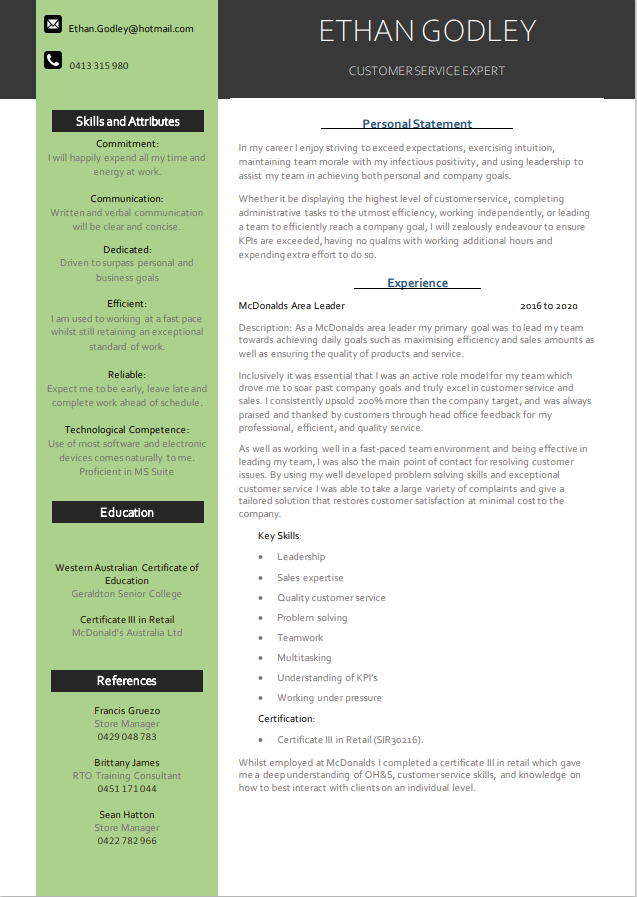 Ethan.Godley@hotmail.com
0413 315 980
ETHAN GODLEY
CUSTOMER SERVICE EXPERT
Skills and Attributes
Commitment:
I will happily expend all my time and
energy at work.
Communication:
Written and verbal communication
will be clear and concise.
Dedicated:
Driven to surpass personal and
business goals
Efficient:
I am used to working at a fast pace
whilst still retaining an exceptional
standard of work.
Reliable:
Expect me to be early, leave late and
complete work ahead of schedule.
Technological Competence:
Use of most software and electronic
devices comes naturally to me.
Proficient in MS Suite
Education
Western Australian Certificate of
Education
Geraldton Senior College
Certificate III in Retail
McDonald's Australia Ltd
References
Francis Gruezo
Store Manager
0429 048 783
Brittany James
RTO Training Consultant
0451 171 044
Sean Hatton
Store Manager
0422 782 966
Personal Statement
In my career I enjoy striving to exceed expectations, exercising intuition,
maintaining team morale with my infectious positivity, and using leadership to
assist my team in achieving both personal and company goals.
Whether it be displaying the highest level of customer service, completing
administrative tasks to the utmost efficiency, working independently, or leading
a team to efficiently reach a company goal, I will zealously endeavour to ensure
KPIs are exceeded, having no qualms with working additional hours and
expending extra effort to do so.
Experience
McDonalds Area Leader 2016 to 2020
Description: As a McDonalds area leader my primary goal was to lead my team
towards achieving daily goals such as maximising efficiency and sales amounts as
well as ensuring the quality of products and service.
Inclusively it was essential that I was an active role model for my team which
drove me to soar past company goals and truly excel in customer service and
sales. I consistently upsold 200% more than the company target, and was always
praised and thanked by customers through head office feedback for my
professional, efficient, and quality service.
As well as working well in a fast-paced team environment and being effective in
leading my team, I was also the main point of contact for resolving customer
issues. By using my well developed problem solving skills and exceptional
customer service I was able to take a large variety of complaints and give a
tailored solution that restores customer satisfaction at minimal cost to the
company.
Key Skills:
• Leadership
• Sales expertise
• Quality customer service
• Problem solving
• Teamwork
• Multitasking
• Understanding of KPI's
• Working under pressure
Certification:
• Certificate III in Retail (SIR30216).
Whilst employed at McDonalds I completed a certificate III in retail which gave
me a deep understanding of OH&S, customer service skills, and knowledge on
how to best interact with clients on an individual level.